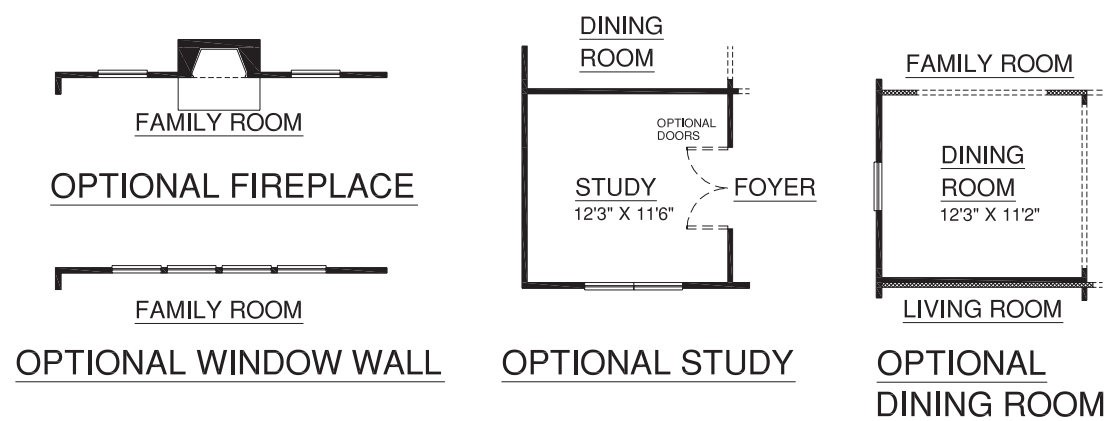 FAMILY ROOM
OPTIONAL FIREPLACE
FAMILY ROOM
OPTIONAL WINDOW WALL
DINING
ROOM
OPTIONAL
DOORS
STUDY
12'3" X 11'6"
FOYER
OPTIONAL STUDY
FAMILY ROOM
DINING
ROOM
12'3" X 11'2"
LIVING ROOM
OPTIONAL
DINING ROOM